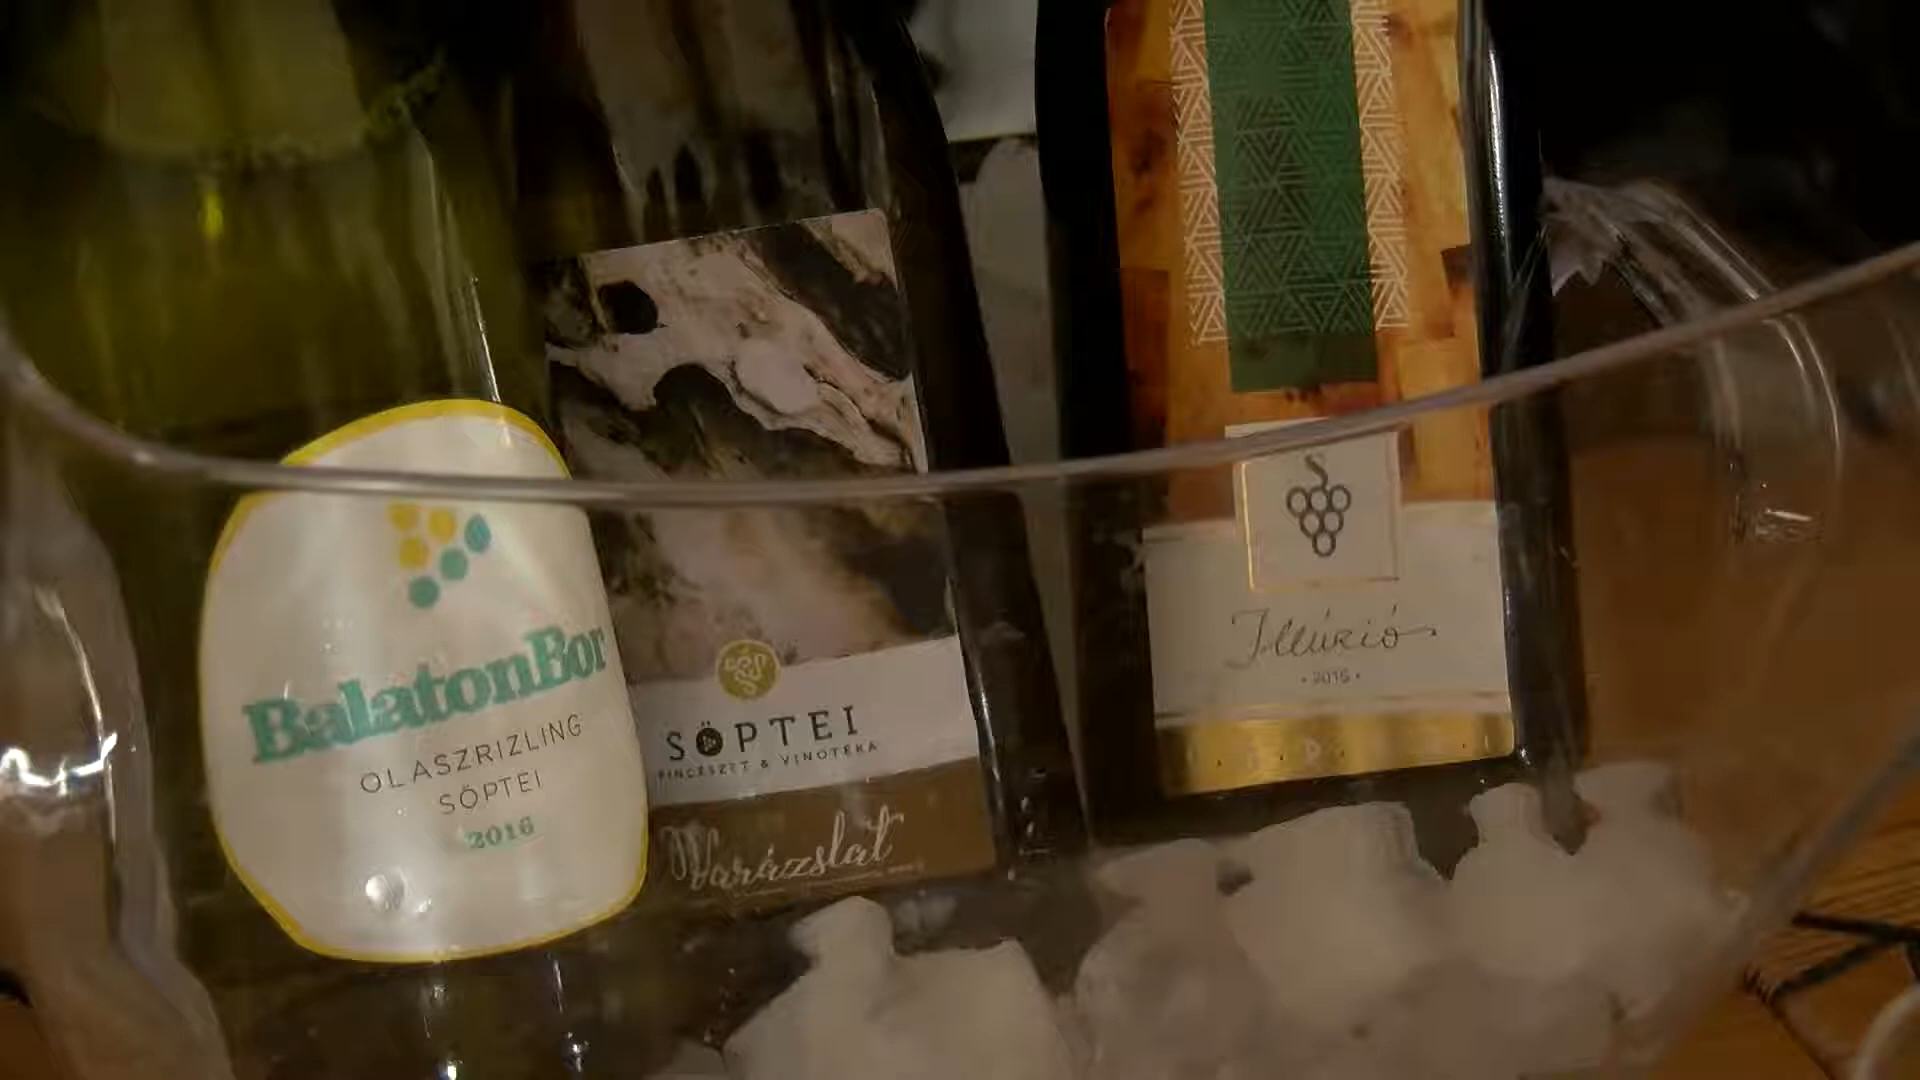 BalatonBor
OLASZRIZLING
SÖPTEI
2016
SÖPTEI
PINCÉSZET & VINOTÉKA
Varázslat
S
Illúzió
• 2016 •